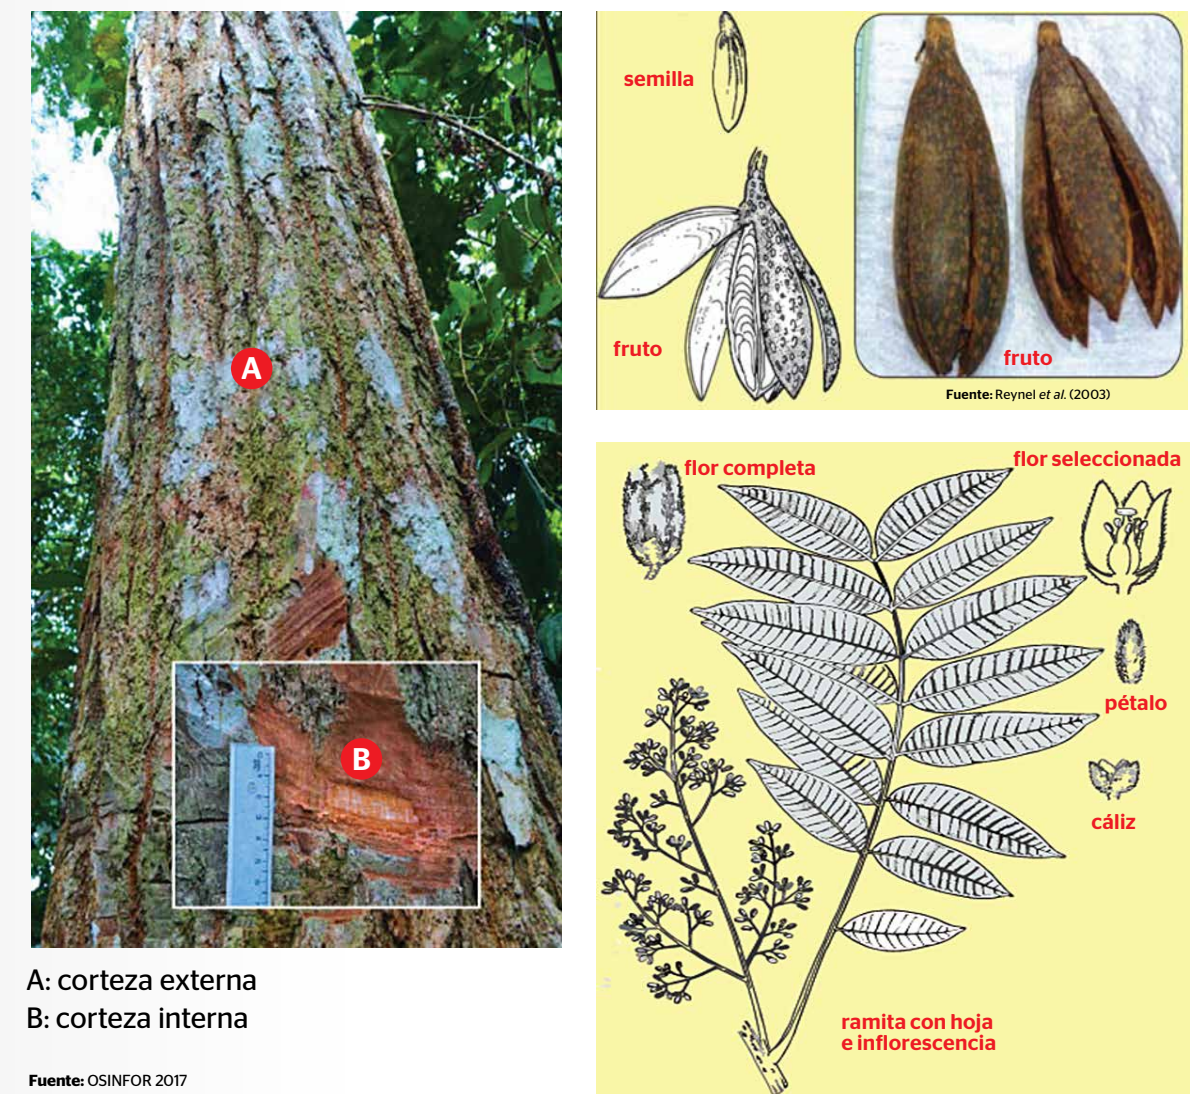 A
B
A: corteza externa
B: corteza interna
Fuente: OSINFOR 2017
semilla
fruto
fruto
Fuente: Reynel et al. (2003)
flor completa
flor seleccionada
pétalo
cáliz
ramita con hoja
e inflorescencia